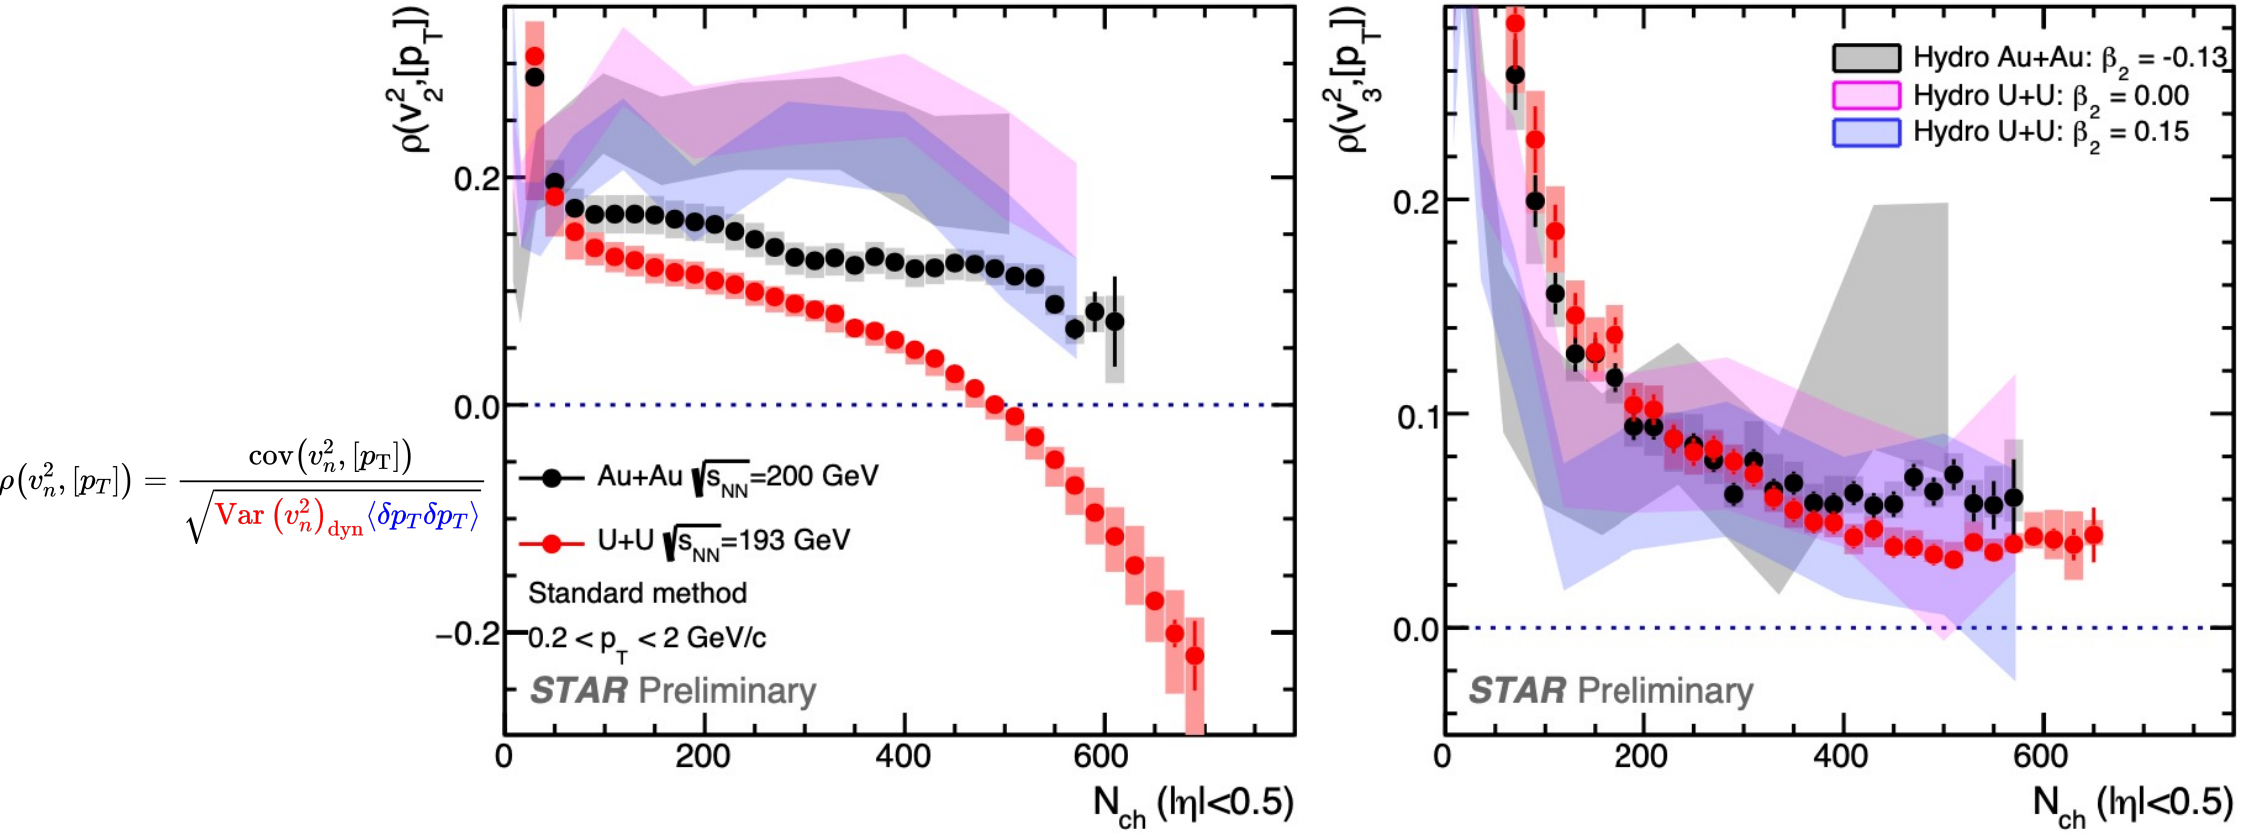 ρ(v₂²,[p_T])
0.2
0.0
−0.2
ρ(v_n²,[p_T]) = cov(v_n²,[p_T]) / √(Var(v_n²)_dyn⟨δp_Tδp_T⟩)
Au+Au √s_NN=200 GeV
U+U √s_NN=193 GeV
Standard method
0.2 < p_T < 2 GeV/c
STAR Preliminary
0 200 400 600
N_ch (|η|<0.5)
ρ(v₃²,[p_T])
Hydro Au+Au: β₂ = -0.13
Hydro U+U: β₂ = 0.00
Hydro U+U: β₂ = 0.15
0.2
0.1
0.0
STAR Preliminary
0 200 400 600
N_ch (|η|<0.5)